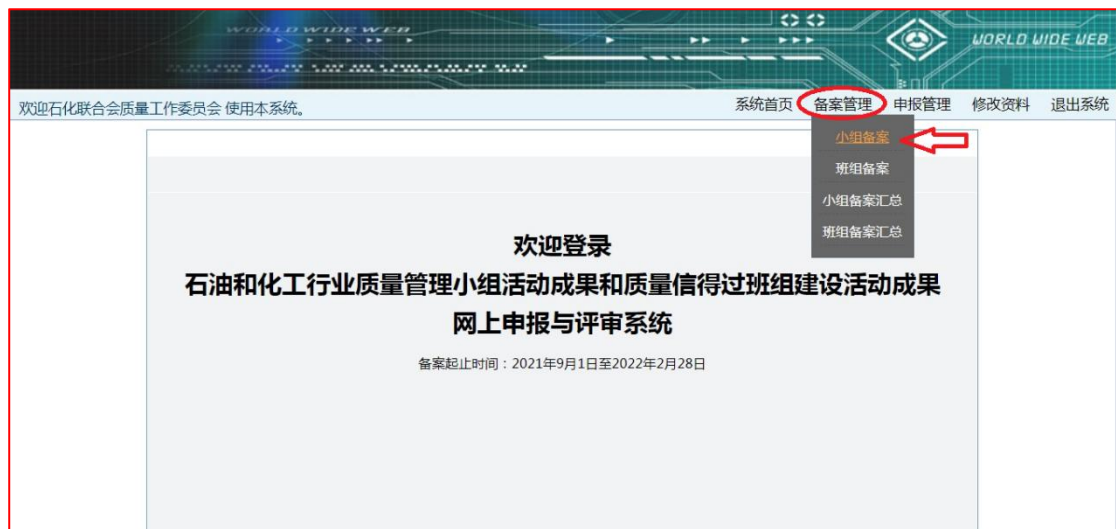 WORLD WIDE WEB
WORLD WIDE WEB
欢迎石化联合会质量工作委员会 使用本系统。
系统首页 备案管理 申报管理 修改资料 退出系统
小组备案
班组备案
小组备案汇总
班组备案汇总
欢迎登录
石油和化工行业质量管理小组活动成果和质量信得过班组建设活动成果
网上申报与评审系统
备案起止时间：2021年9月1日至2022年2月28日